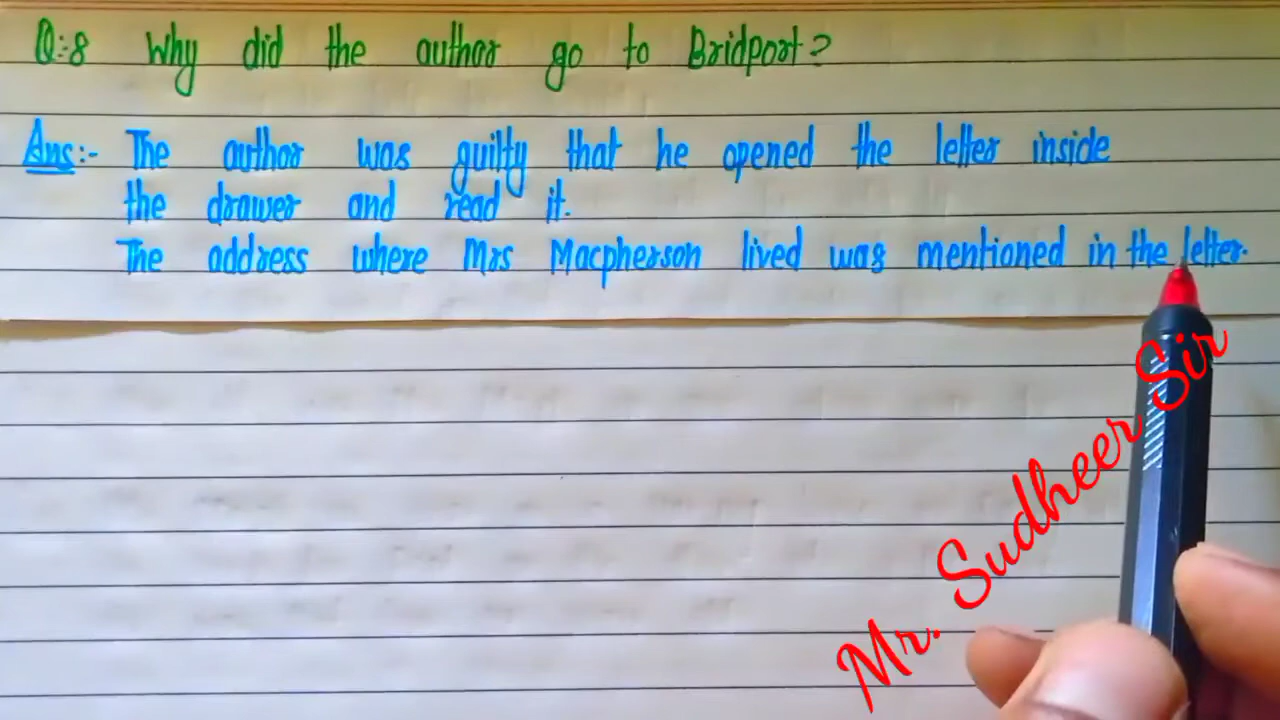 Q:-8 Why did the author go to Bridport?
Ans:- The author was guilty that he opened the letter inside
the drawer and read it.
The address where Mrs Macpherson lived was mentioned in the letter.
Mr. Sudheer Sir